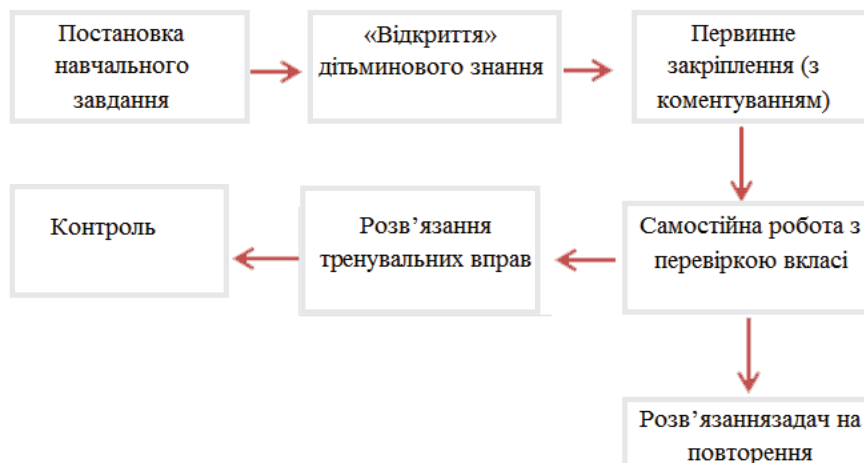 Постановка
навчального
завдання
«Відкриття»
дітьминового знання
Первинне
закріплення (з
коментуванням)
Контроль
Розв’язання
тренувальних вправ
Самостійна робота з
перевіркою вкласі
Розв’язаннязадач на
повторення